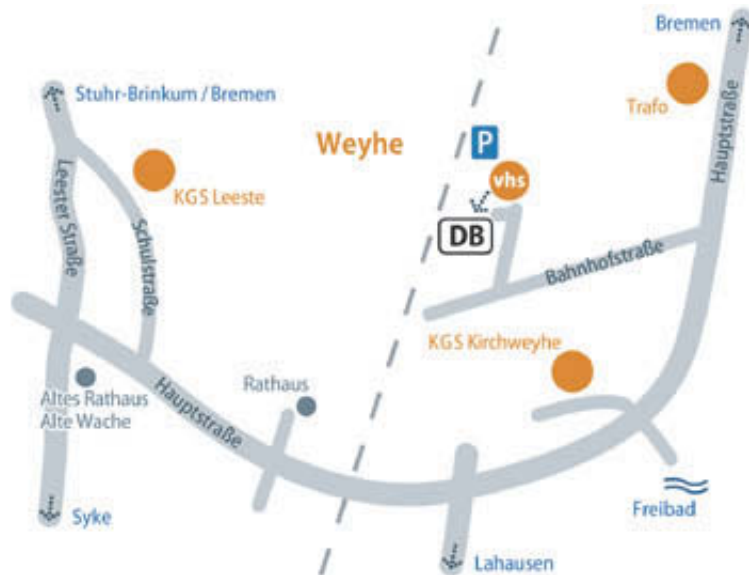 Bremen
Stuhr-Brinkum / Bremen
Trafo
Weyhe
P
vhs
Hauptstraße
KGS Leeste
Leester Straße
Schulstraße
DB
Bahnhofstraße
KGS Kirchweyhe
Rathaus
Altes Rathaus
Alte Wache
Hauptstraße
Syke
Freibad
Lahausen